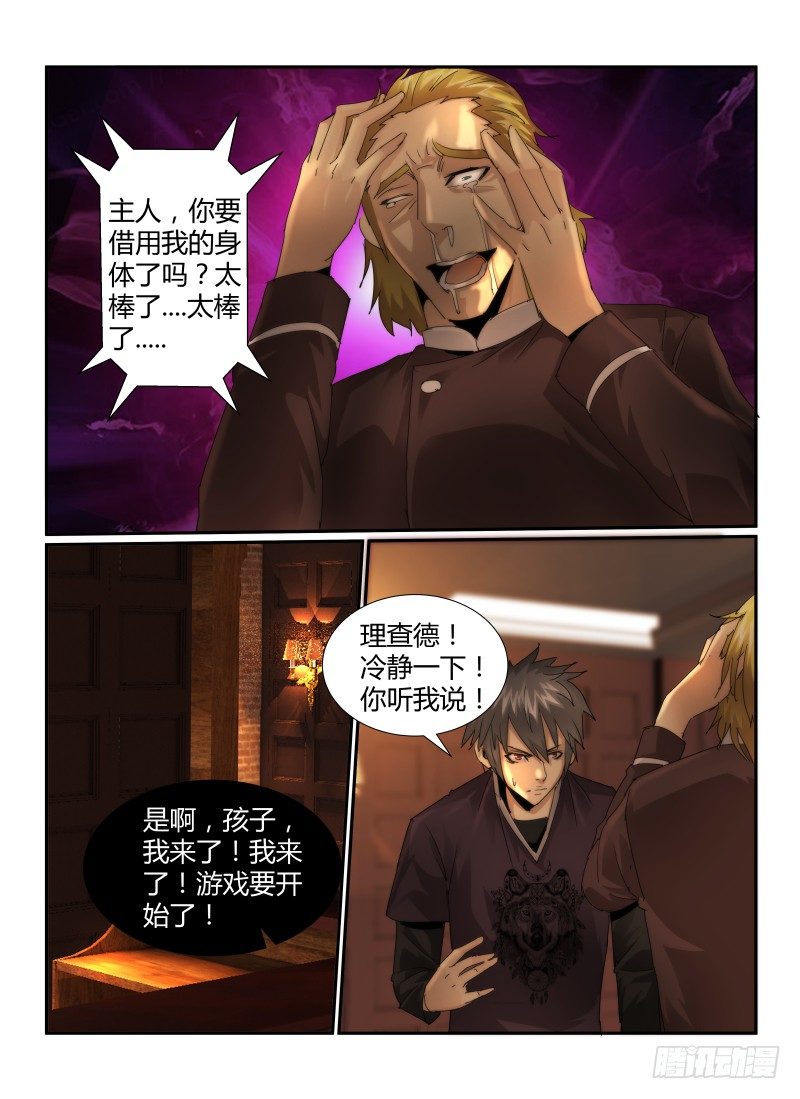 主人，你要
借用我的身
体了吗？太
棒了....太棒
了.....
理查德！
冷静一下！
你听我说！
是啊，孩子，
我来了！我来
了！游戏要开
始了！
腾讯动漫